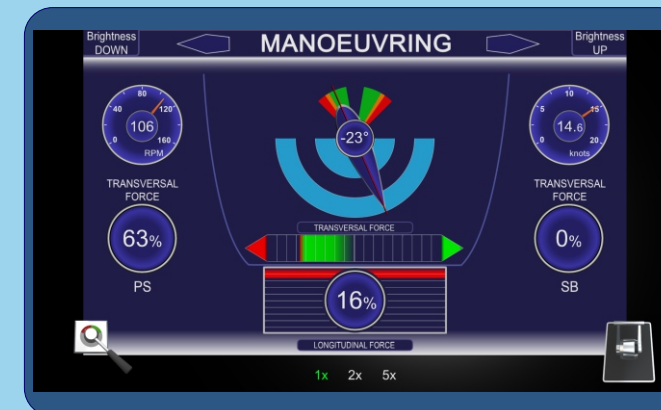 Brightness
DOWN
MANOEUVRING
Brightness
UP
0 40 80 120 160
106
RPM
-23°
0 5 10 15 20
14.6
knots
TRANSVERSAL
FORCE
63%
PS
TRANSVERSAL FORCE
TRANSVERSAL
FORCE
0%
SB
16%
LONGITUDINAL FORCE
1x 2x 5x